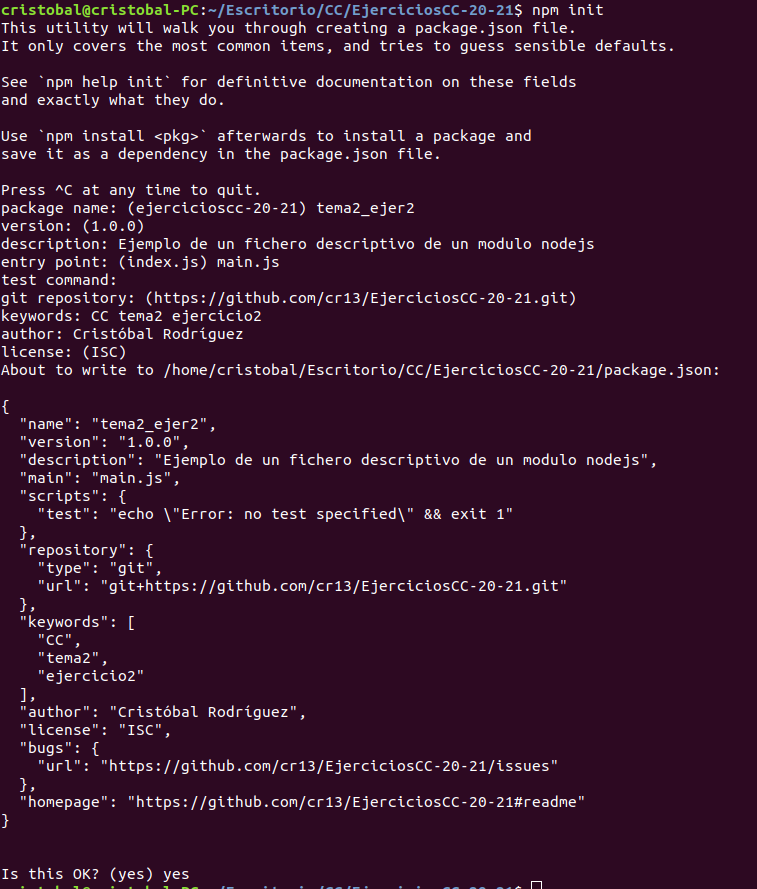 cristobal@cristobal-PC:~/Escritorio/CC/EjerciciosCC-20-21$ npm init
This utility will walk you through creating a package.json file.
It only covers the most common items, and tries to guess sensible defaults.

See `npm help init` for definitive documentation on these fields
and exactly what they do.

Use `npm install <pkg>` afterwards to install a package and
save it as a dependency in the package.json file.

Press ^C at any time to quit.
package name: (ejercicioscc-20-21) tema2_ejer2
version: (1.0.0)
description: Ejemplo de un fichero descriptivo de un modulo nodejs
entry point: (index.js) main.js
test command:
git repository: (https://github.com/cr13/EjerciciosCC-20-21.git)
keywords: CC tema2 ejercicio2
author: Cristóbal Rodríguez
license: (ISC)
About to write to /home/cristobal/Escritorio/CC/EjerciciosCC-20-21/package.json:

{
  "name": "tema2_ejer2",
  "version": "1.0.0",
  "description": "Ejemplo de un fichero descriptivo de un modulo nodejs",
  "main": "main.js",
  "scripts": {
    "test": "echo \"Error: no test specified\" && exit 1"
  },
  "repository": {
    "type": "git",
    "url": "git+https://github.com/cr13/EjerciciosCC-20-21.git"
  },
  "keywords": [
    "CC",
    "tema2",
    "ejercicio2"
  ],
  "author": "Cristóbal Rodríguez",
  "license": "ISC",
  "bugs": {
    "url": "https://github.com/cr13/EjerciciosCC-20-21/issues"
  },
  "homepage": "https://github.com/cr13/EjerciciosCC-20-21#readme"
}

Is this OK? (yes) yes
cristobal@cristobal-PC:~/Escritorio/CC/EjerciciosCC-20-21$